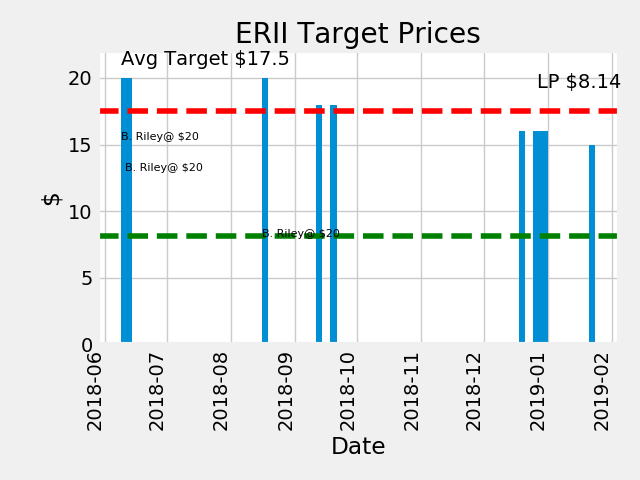 ERII Target Prices
Avg Target $17.5
LP $8.14
B. Riley@ $20
B. Riley@ $20
B. Riley@ $20
$
20
15
10
5
0
2018-06
2018-07
2018-08
2018-09
2018-10
2018-11
2018-12
2019-01
2019-02
Date